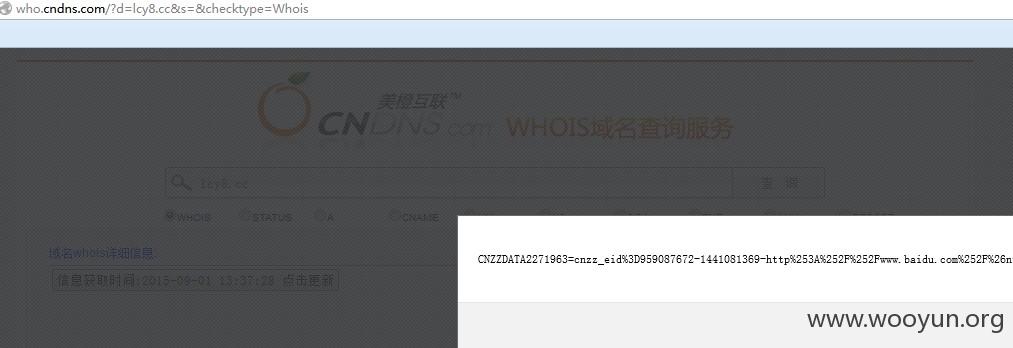 who.cndns.com/?d=lcy8.cc&s=&checktype=Whois
美橙互联™
CNDNS.com WHOIS域名查询服务
lcy8.cc 查 询
WHOIS STATUS A CNAME
域名whois详细信息:
信息获取时间:2015-09-01 13:37:28 点击更新
CNZZDATA2271963=cnzz_eid%3D959087672-1441081369-http%253A%252F%252Fwww.baidu.com%252F%26n
www.wooyun.org